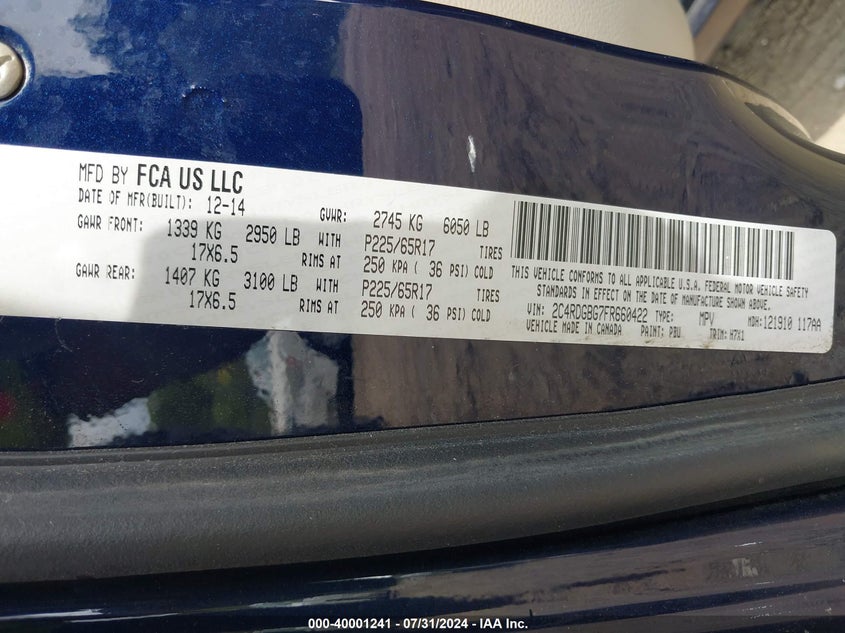 MFD BY FCA US LLC
DATE OF MFR(BUILT): 12-14 GVWR: 2745 KG 6050 LB
GAWR FRONT: 1339 KG 2950 LB WITH P225/65R17 TIRES
17X6.5 RIMS AT 250 KPA ( 36 PSI) COLD
GAWR REAR: 1407 KG 3100 LB WITH P225/65R17 TIRES
17X6.5 RIMS AT 250 KPA ( 36 PSI) COLD
THIS VEHICLE CONFORMS TO ALL APPLICABLE U.S.A. FEDERAL MOTOR VEHICLE SAFETY
STANDARDS IN EFFECT ON THE DATE OF MANUFACTURE SHOWN ABOVE.
VIN: 2C4RDGBG7FR660422 TYPE: MPV MDH:121910 117AA
VEHICLE MADE IN CANADA PAINT: PBU TRIM: H7X1
000-40001241 - 07/31/2024 - IAA Inc.